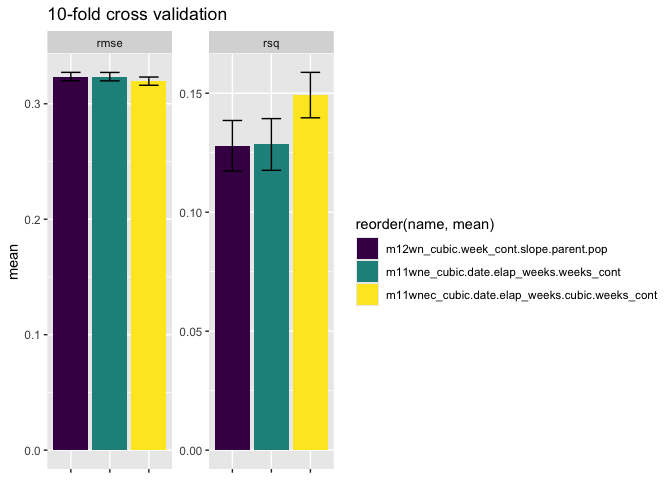 10-fold cross validation
rmse
rsq
mean
0.3
0.2
0.1
0.0
0.15
0.10
0.05
0.00
reorder(name, mean)
m12wn_cubic.week_cont.slope.parent.pop
m11wne_cubic.date.elap_weeks.weeks_cont
m11wnec_cubic.date.elap_weeks.cubic.weeks_cont